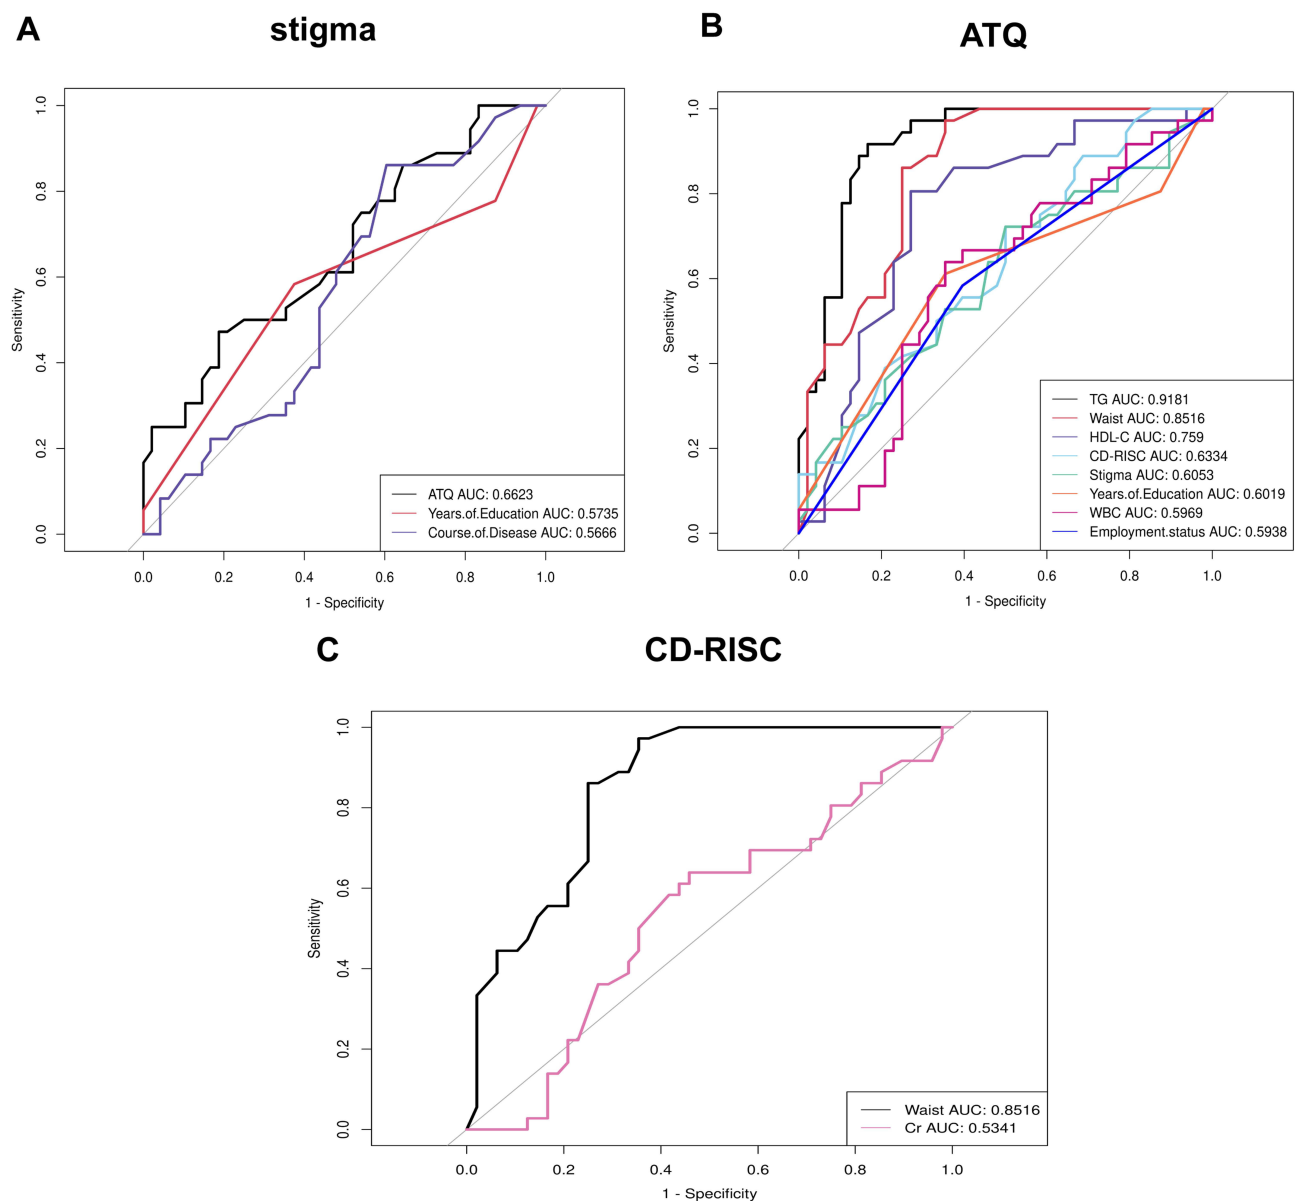 A
stigma
1.0
0.8
0.6
0.4
0.2
0.0
Sensitivity
0.0
0.2
0.4
0.6
0.8
1.0
1 - Specificity
ATQ AUC: 0.6623
Years.of.Education AUC: 0.5735
Course.of.Disease AUC: 0.5666
B
ATQ
1.0
0.8
0.6
0.4
0.2
0.0
Sensitivity
0.0
0.2
0.4
0.6
0.8
1.0
1 - Specificity
TG AUC: 0.9181
Waist AUC: 0.8516
HDL-C AUC: 0.759
CD-RISC AUC: 0.6334
Stigma AUC: 0.6053
Years.of.Education AUC: 0.6019
WBC AUC: 0.5969
Employment.status AUC: 0.5938
C
CD-RISC
1.0
0.8
0.6
0.4
0.2
0.0
Sensitivity
0.0
0.2
0.4
0.6
0.8
1.0
1 - Specificity
Waist AUC: 0.8516
Cr AUC: 0.5341